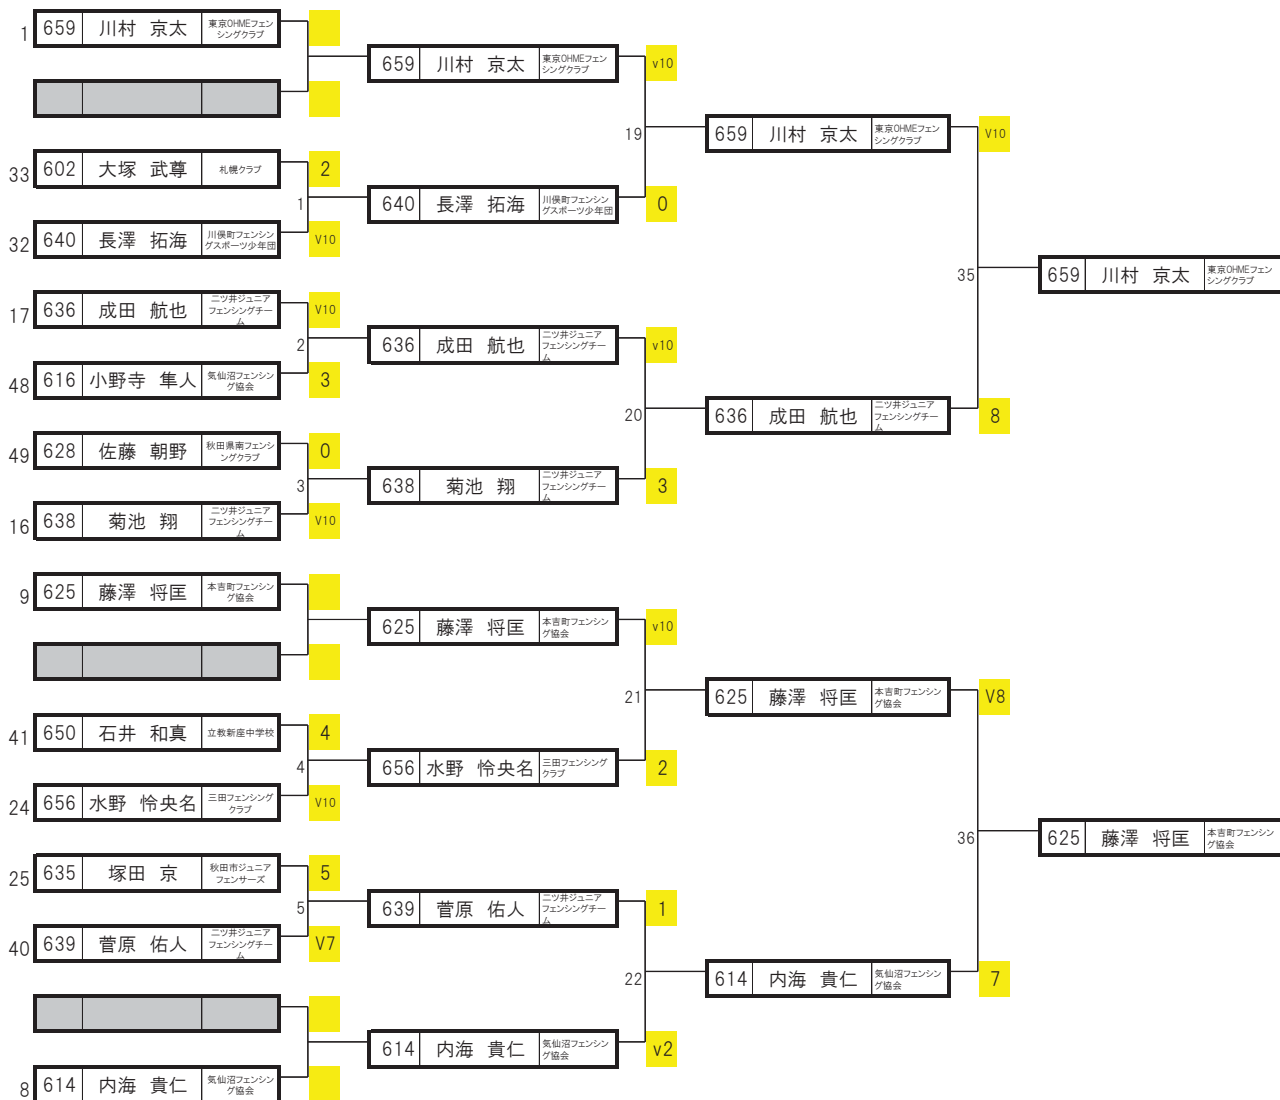 1 659 川村 京太 東京OHMEフェンシングクラブ
659 川村 京太 東京OHMEフェンシングクラブ v10
19
659 川村 京太 東京OHMEフェンシングクラブ V10
33 602 大塚 武尊 札幌クラブ 2
1
640 長澤 拓海 川俣町フェンシングスポーツ少年団 0
32 640 長澤 拓海 川俣町フェンシングスポーツ少年団 V10
35
659 川村 京太 東京OHMEフェンシングクラブ
17 636 成田 航也 二ツ井ジュニアフェンシングチーム V10
2
636 成田 航也 二ツ井ジュニアフェンシングチーム v10
48 616 小野寺 隼人 気仙沼フェンシング協会 3
20
636 成田 航也 二ツ井ジュニアフェンシングチーム 8
49 628 佐藤 朝野 秋田県南フェンシングクラブ 0
3
638 菊池 翔 二ツ井ジュニアフェンシングチーム 3
16 638 菊池 翔 二ツ井ジュニアフェンシングチーム V10
9 625 藤澤 将匡 本吉町フェンシング協会
625 藤澤 将匡 本吉町フェンシング協会 v10
21
625 藤澤 将匡 本吉町フェンシング協会 V8
41 650 石井 和真 立教新座中学校 4
4
656 水野 怜央名 三田フェンシングクラブ 2
24 656 水野 怜央名 三田フェンシングクラブ V10
36
625 藤澤 将匡 本吉町フェンシング協会
25 635 塚田 京 秋田市ジュニアフェンサーズ 5
5
639 菅原 佑人 二ツ井ジュニアフェンシングチーム 1
40 639 菅原 佑人 二ツ井ジュニアフェンシングチーム V7
22
614 内海 貴仁 気仙沼フェンシング協会 7
614 内海 貴仁 気仙沼フェンシング協会 v2
8 614 内海 貴仁 気仙沼フェンシング協会